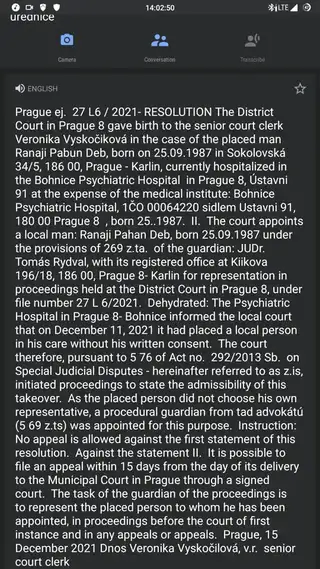 14:02:50
LTE
úřednice
Camera
Conversation
Transcribe
ENGLISH
Prague ej.  27 L6 / 2021- RESOLUTION The District
Court in Prague 8 gave birth to the senior court clerk
Veronika Vyskočiková in the case of the placed man
Ranaji Pabun Deb, born on 25.09.1987 in Sokolovská
34/5, 186 00, Prague - Karlin, currently hospitalized in
the Bohnice Psychiatric Hospital  in Prague 8, Ústavni
91 at the expense of the medical institute: Bohnice
Psychiatric Hospital, 1ČO 00064220 sidlem Ustavni 91,
180 00 Prague 8  , born 25..1987.  II.  The court appoints
a local man: Ranaji Pahan Deb, born 25.09.1987 under
the provisions of 269 z.ta.  of the guardian: JUDr.
Tomás Rydval, with its registered office at Kiikova
196/18, 186 00, Prague 8- Karlin for representation in
proceedings held at the District Court in Prague 8, under
file number 27 L 6/2021.  Dehydrated: The Psychiatric
Hospital in Prague 8- Bohnice informed the local court
that on December 11, 2021 it had placed a local person
in his care without his written consent.  The court
therefore, pursuant to 5 76 of Act no.  292/2013 Sb.  on
Special Judicial Disputes - hereinafter referred to as z.is,
initiated proceedings to state the admissibility of this
takeover.  As the placed person did not choose his own
representative, a procedural guardian from tad advokátú
(5 69 z.ts) was appointed for this purpose.  Instruction:
No appeal is allowed against the first statement of this
resolution.  Against the statement II.  It is possible to
file an appeal within 15 days from the day of its delivery
to the Municipal Court in Prague through a signed
court.  The task of the guardian of the proceedings is
to represent the placed person to whom he has been
appointed, in proceedings before the court of first
instance and in any appeals or appeals.  Prague, 15
December 2021 Dnos Veronika Vyskočilová, v.r.  senior
court clerk